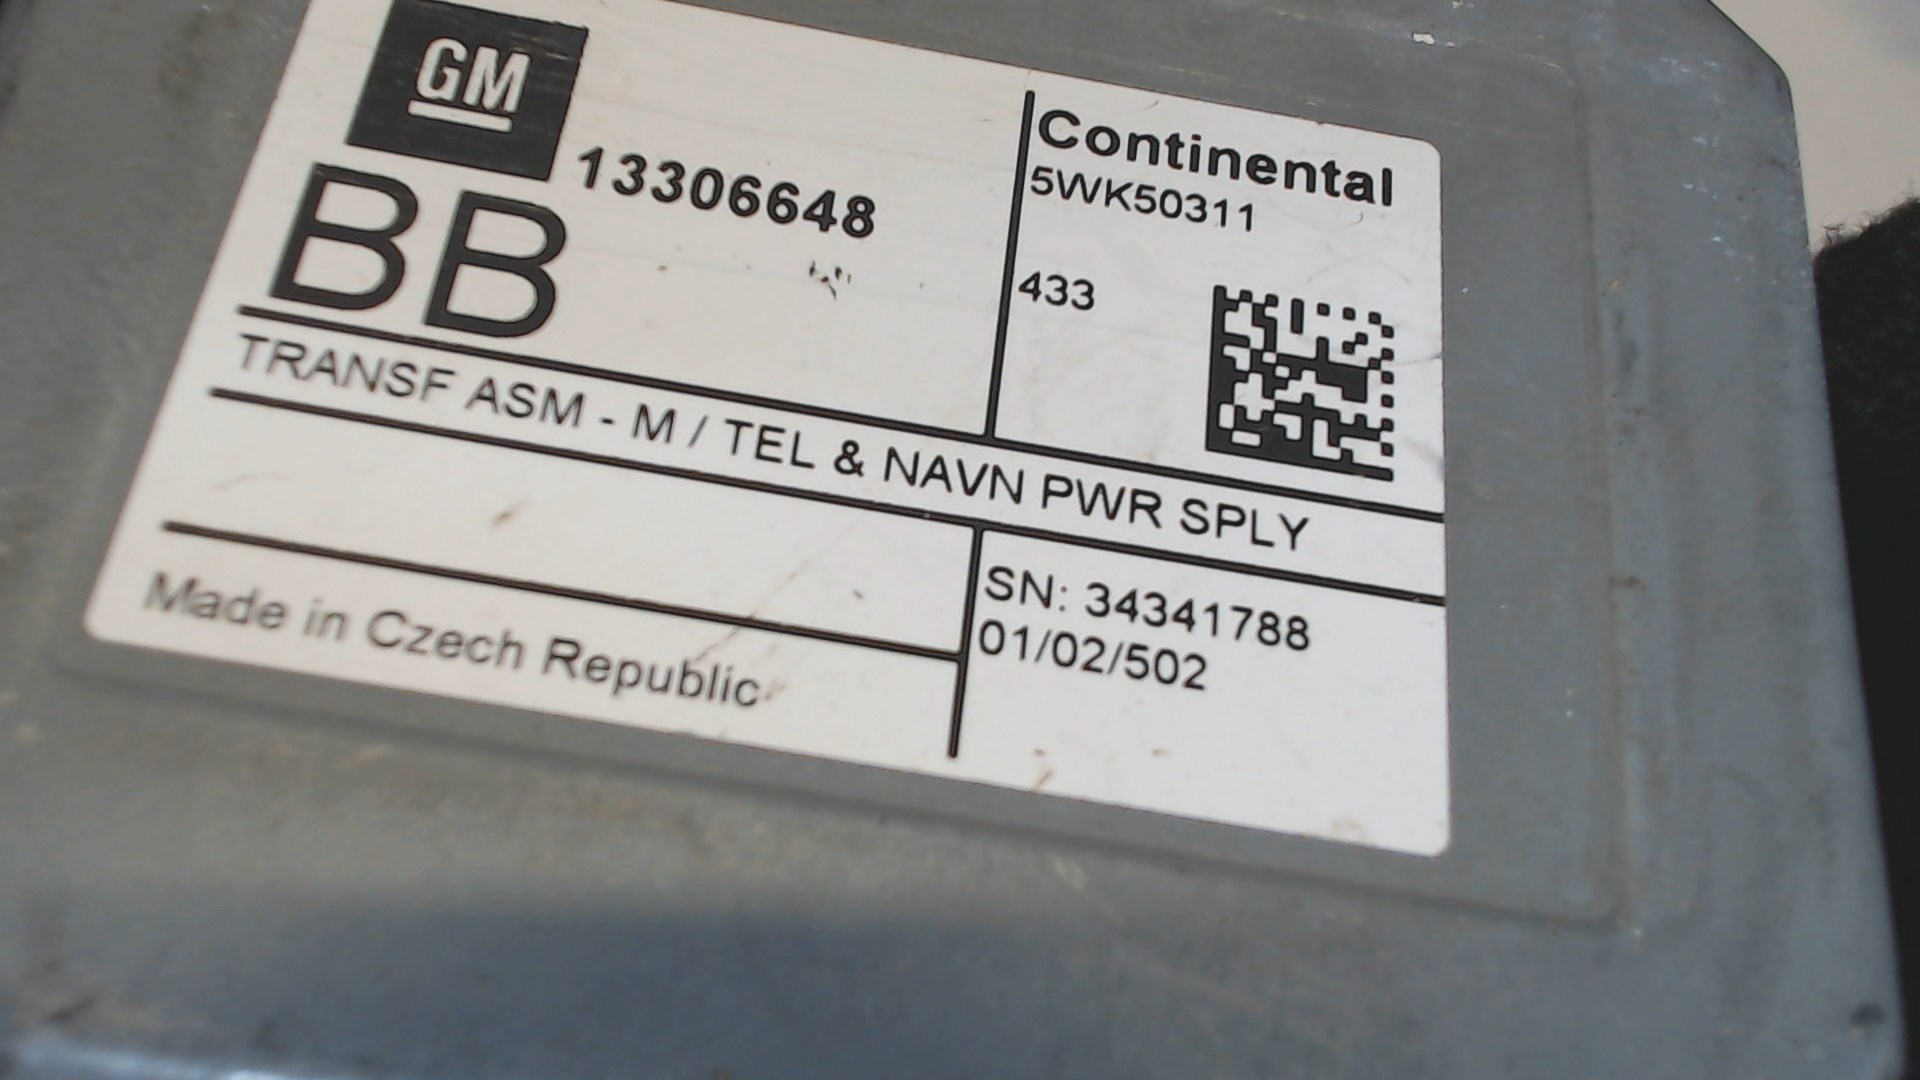 GM
13306648
BB
Continental
5WK50311
433
TRANSF ASM - M / TEL & NAVN PWR SPLY
SN: 34341788
01/02/502
Made in Czech Republic